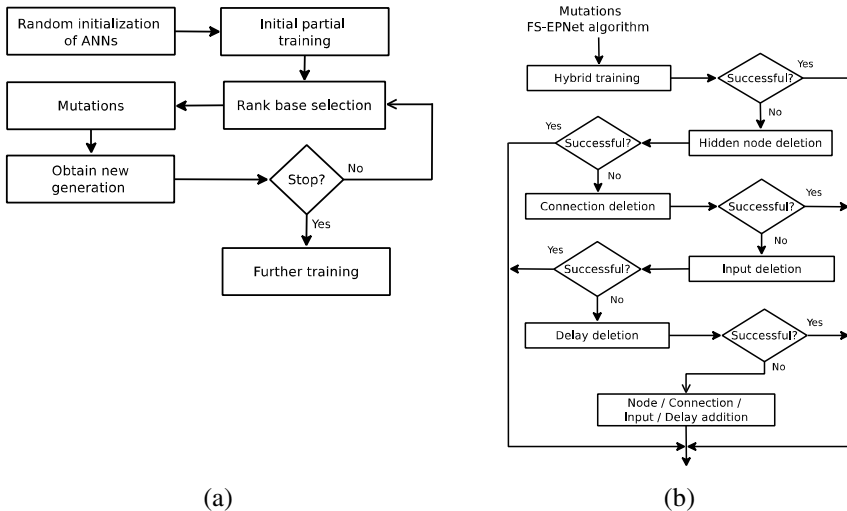 Random initialization
of ANNs
Initial partial
training
Mutations
Rank base selection
Obtain new
generation
Stop?
No
Yes
Further training
(a)
Mutations
FS-EPNet algorithm
Hybrid training
Successful?
Yes
No
Hidden node deletion
Successful?
Yes
No
Connection deletion
Successful?
Yes
No
Input deletion
Successful?
Yes
No
Delay deletion
Successful?
Yes
No
Node / Connection /
Input / Delay addition
(b)